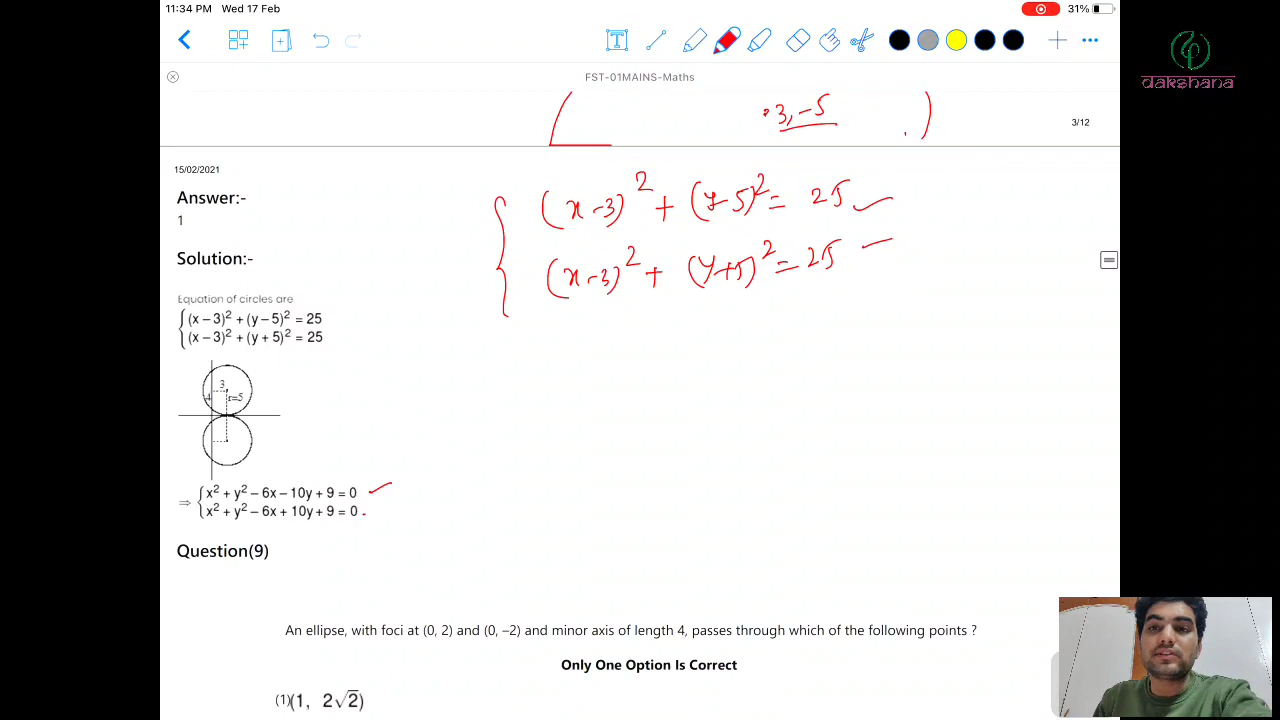 11:34 PM Wed 17 Feb
31%
dakshana
FST-01MAINS-Maths
3, -5
3/12
15/02/2021
Answer:-
1
(x-3)² + (y-5)² = 25
(x-3)² + (y+5)² = 25
Solution:-
Equation of circles are
(x – 3)² + (y – 5)² = 25
(x – 3)² + (y + 5)² = 25
3
4
r=5
⇒ x² + y² – 6x – 10y + 9 = 0
x² + y² – 6x + 10y + 9 = 0
Question(9)
An ellipse, with foci at (0, 2) and (0, –2) and minor axis of length 4, passes through which of the following points ?
Only One Option Is Correct
(1)(1, 2√2)